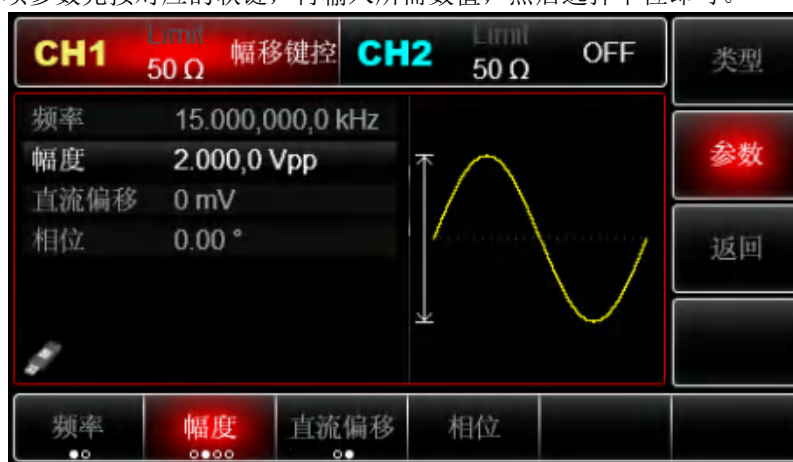 CH1 Limit 50 Ω 幅移键控 CH2 Limit 50 Ω OFF
类型
频率 15.000,000,0 kHz
幅度 2.000,0 Vpp
参数
直流偏移 0 mV
相位 0.00 °
返回
频率 幅度 直流偏移 相位